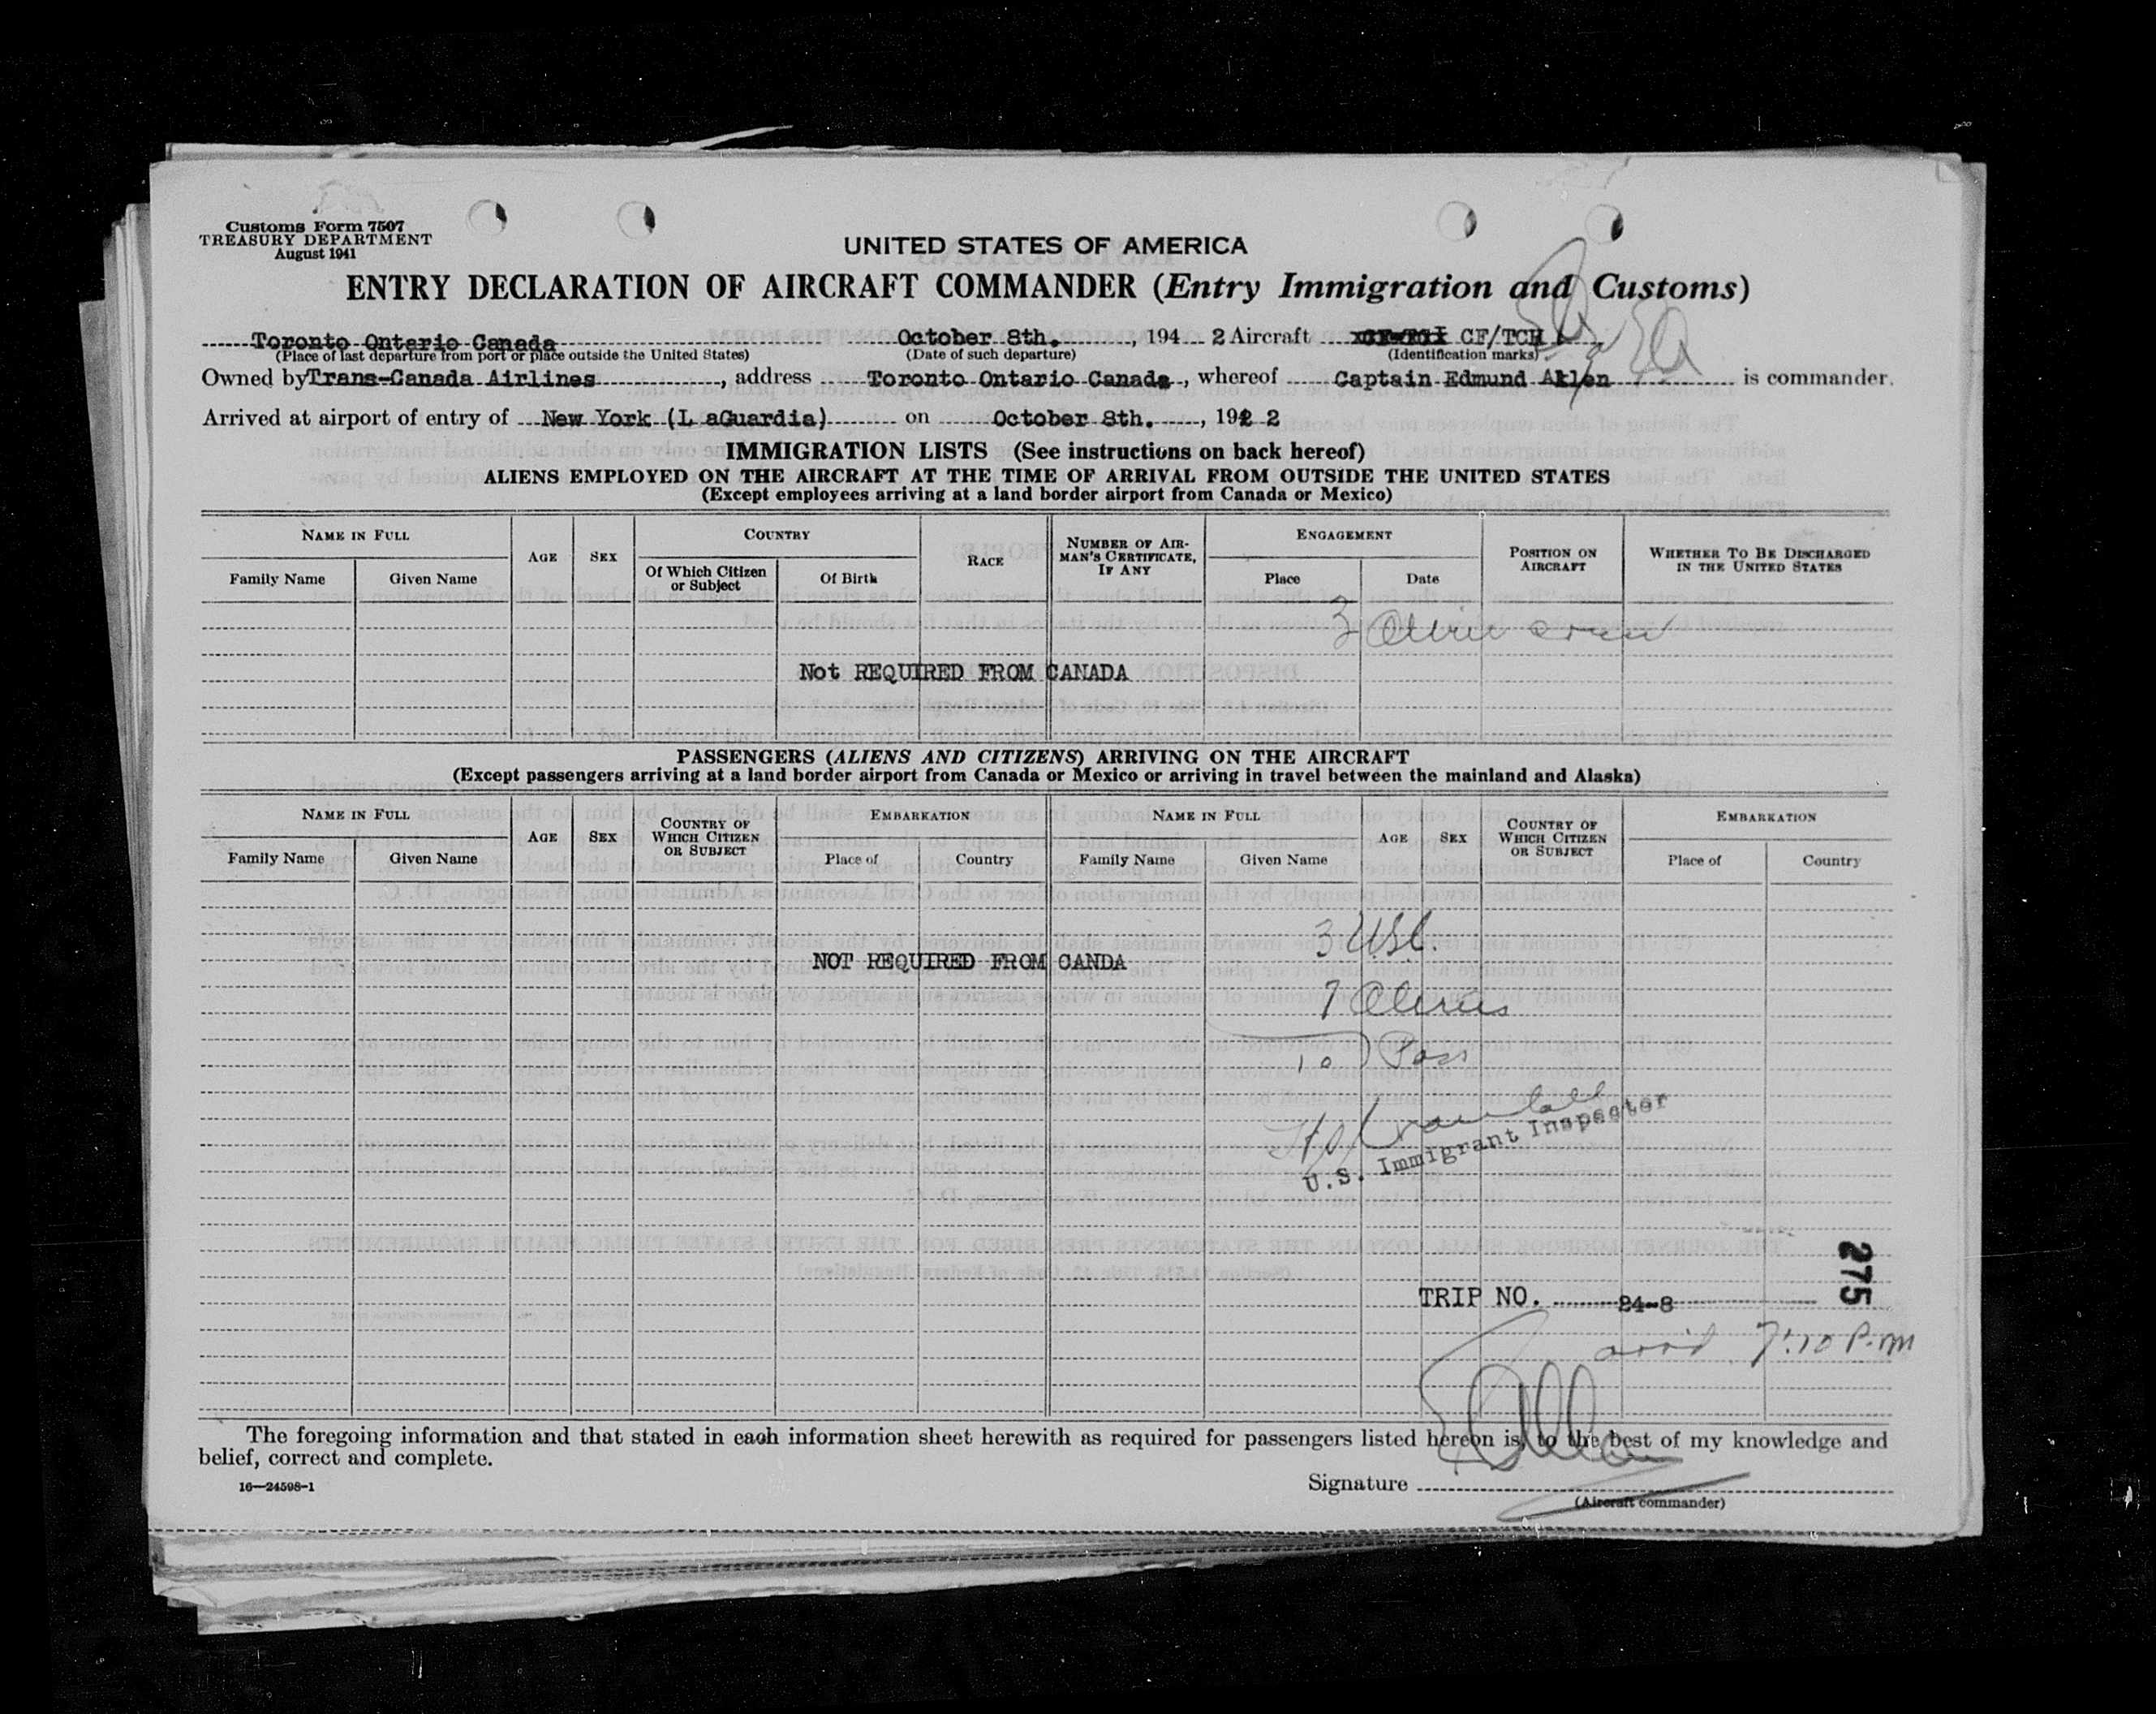 Customs Form 7507
TREASURY DEPARTMENT
August 1941
UNITED STATES OF AMERICA
ENTRY DECLARATION OF AIRCRAFT COMMANDER (Entry Immigration and Customs)
Toronto Ontario Canada October 8th. , 194 2 Aircraft CF/TCH
(Place of last departure from port or place outside the United States) (Date of such departure) (Identification marks)
Owned by Trans-Canada Airlines , address Toronto Ontario Canada , whereof Captain Edmund Allen is commander.
Arrived at airport of entry of New York (L aGuardia) on October 8th. , 194 2
IMMIGRATION LISTS (See instructions on back hereof)
ALIENS EMPLOYED ON THE AIRCRAFT AT THE TIME OF ARRIVAL FROM OUTSIDE THE UNITED STATES
(Except employees arriving at a land border airport from Canada or Mexico)
NAME IN FULL AGE SEX COUNTRY RACE NUMBER OF AIRMAN'S CERTIFICATE, IF ANY ENGAGEMENT POSITION ON AIRCRAFT WHETHER TO BE DISCHARGED IN THE UNITED STATES
Family Name Given Name Of Which Citizen or Subject Of Birth Place Date
3 Alien crew
Not REQUIRED FROM CANADA
PASSENGERS (ALIENS AND CITIZENS) ARRIVING ON THE AIRCRAFT
(Except passengers arriving at a land border airport from Canada or Mexico or arriving in travel between the mainland and Alaska)
NAME IN FULL AGE SEX COUNTRY OF WHICH CITIZEN OR SUBJECT EMBARKATION NAME IN FULL AGE SEX COUNTRY OF WHICH CITIZEN OR SUBJECT EMBARKATION
Family Name Given Name Place of Country Family Name Given Name Place of Country
3 U.S.C.
NOT REQUIRED FROM CANDA
7 Aliens
10 Pass
U.S. Immigrant Inspector
275
TRIP NO. 24-8
arr'd 7:10 P.M
The foregoing information and that stated in each information sheet herewith as required for passengers listed hereon is, to the best of my knowledge and
belief, correct and complete.
16—24598-1
Signature
(Aircraft commander)